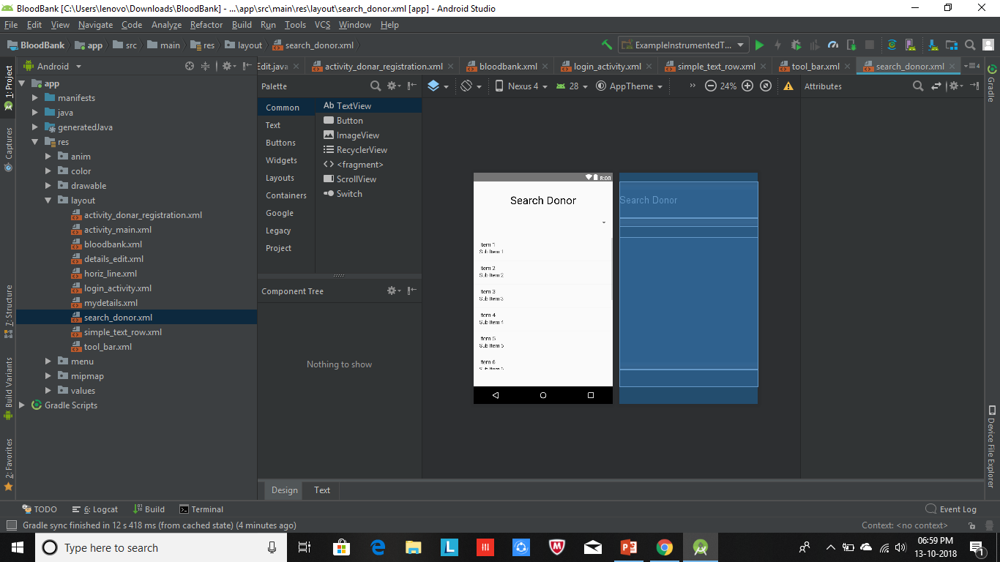 BloodBank [C:\Users\lenovo\Downloads\BloodBank] - ...\app\src\main\res\layout\search_donor.xml [app] - Android Studio
File Edit View Navigate Code Analyze Refactor Build Run Tools VCS Window Help
BloodBank app src main res layout search_donor.xml ExampleInstrumentedT...
Android
Edit.java activity_donar_registration.xml bloodbank.xml login_activity.xml simple_text_row.xml tool_bar.xml search_donor.xml 4
1: Project
Captures
7: Structure
Build Variants
2: Favorites
app
manifests
java
generatedJava
res
anim
color
drawable
layout
activity_donar_registration.xml
activity_main.xml
bloodbank.xml
details_edit.xml
horiz_line.xml
login_activity.xml
mydetails.xml
search_donor.xml
simple_text_row.xml
tool_bar.xml
menu
mipmap
values
Gradle Scripts
Palette
Common
Text
Buttons
Widgets
Layouts
Containers
Google
Legacy
Project
Ab TextView
Button
ImageView
RecyclerView
<fragment>
ScrollView
Switch
Component Tree
Nothing to show
Nexus 4 28 AppTheme 24%
8:00
Search Donor
Item 1
Sub Item 1
Item 2
Sub Item 2
Item 3
Sub Item 3
Item 4
Sub Item 4
Item 5
Sub Item 5
Item 6
Search Donor
Attributes
Gradle
Device File Explorer
Design Text
TODO 6: Logcat Build Terminal Event Log
Gradle sync finished in 12 s 418 ms (from cached state) (4 minutes ago) Context: <no context>
Type here to search
06:59 PM
13-10-2018
1